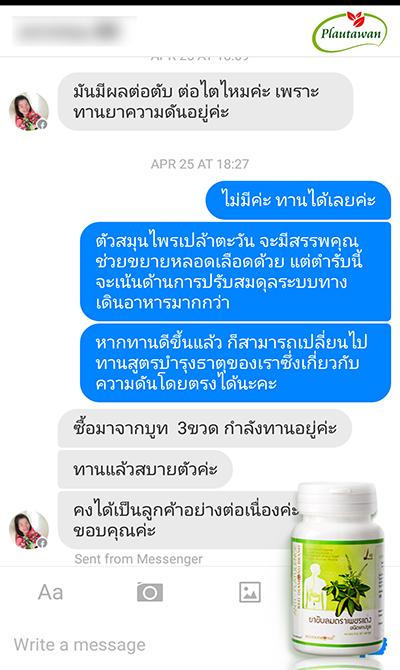 Plautawan
APR 25 AT 18:09
มันมีผลต่อตับ ต่อไตไหมค่ะ เพราะ
ทานยาความดันอยู่ค่ะ
APR 25 AT 18:27
ไม่มีค่ะ ทานได้เลยค่ะ
ตัวสมุนไพรเปล้าตะวัน จะมีสรรพคุณ
ช่วยขยายหลอดเลือดด้วย แต่ตำรับนี้
จะเน้นด้านการปรับสมดุลระบบทาง
เดินอาหารมากกว่า
หากทานดีขึ้นแล้ว ก็สามารถเปลี่ยนไป
ทานสูตรบำรุงธาตุของเราซึ่งเกี่ยวกับ
ความดันโดยตรงได้นะคะ
ซื้อมาจากบูท 3ขวด กำลังทานอยู่ค่ะ
ทานแล้วสบายตัวค่ะ
คงได้เป็นลูกค้าอย่างต่อเนื่องค่ะ
ขอบคุณค่ะ
Sent from Messenger
ยาขับลมตราเพชรแดง
ชนิดแคปซูล
Aa
Write a message